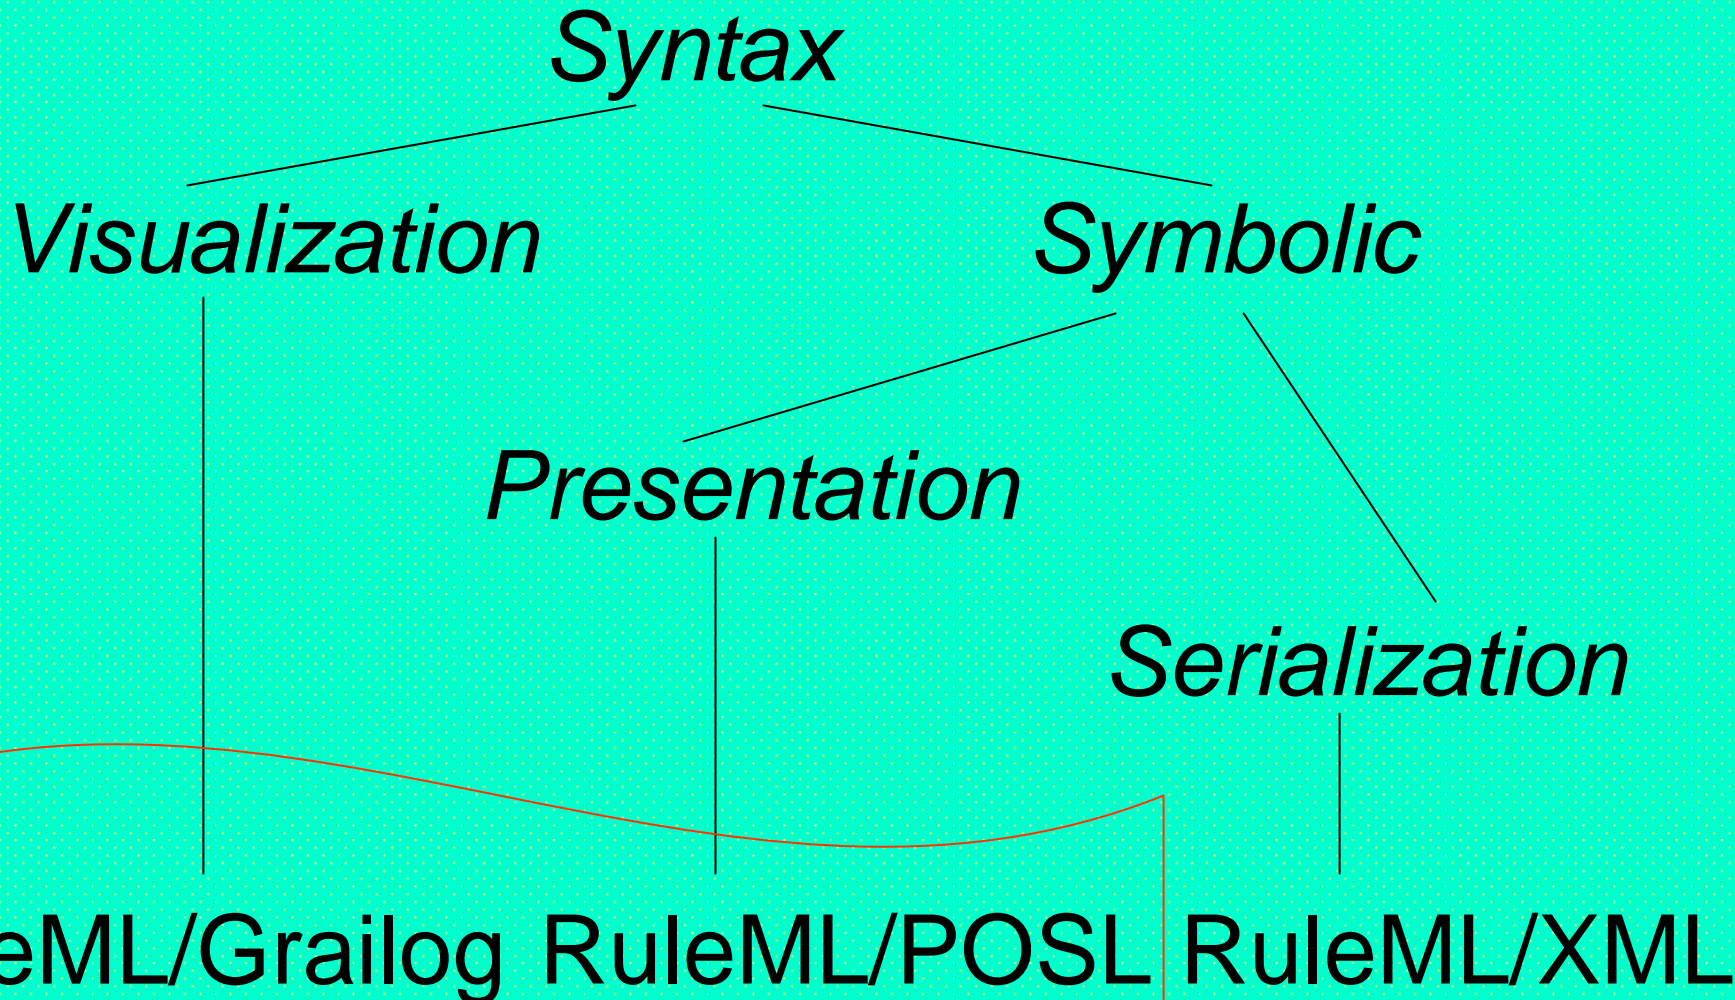 Syntax
Visualization Symbolic
Presentation
Serialization
eML/Grailog RuleML/POSL RuleML/XML